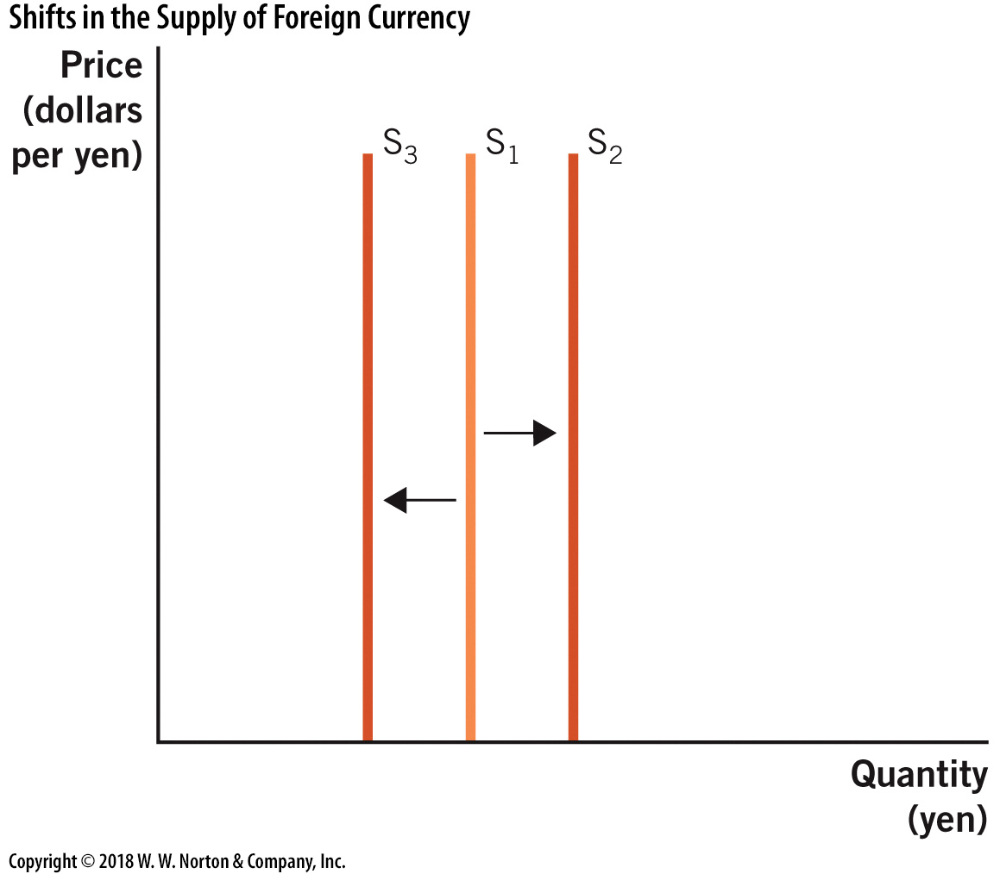 Shifts in the Supply of Foreign Currency
Price
(dollars
per yen)
S3 S1 S2
Quantity
(yen)
Copyright © 2018 W. W. Norton & Company, Inc.